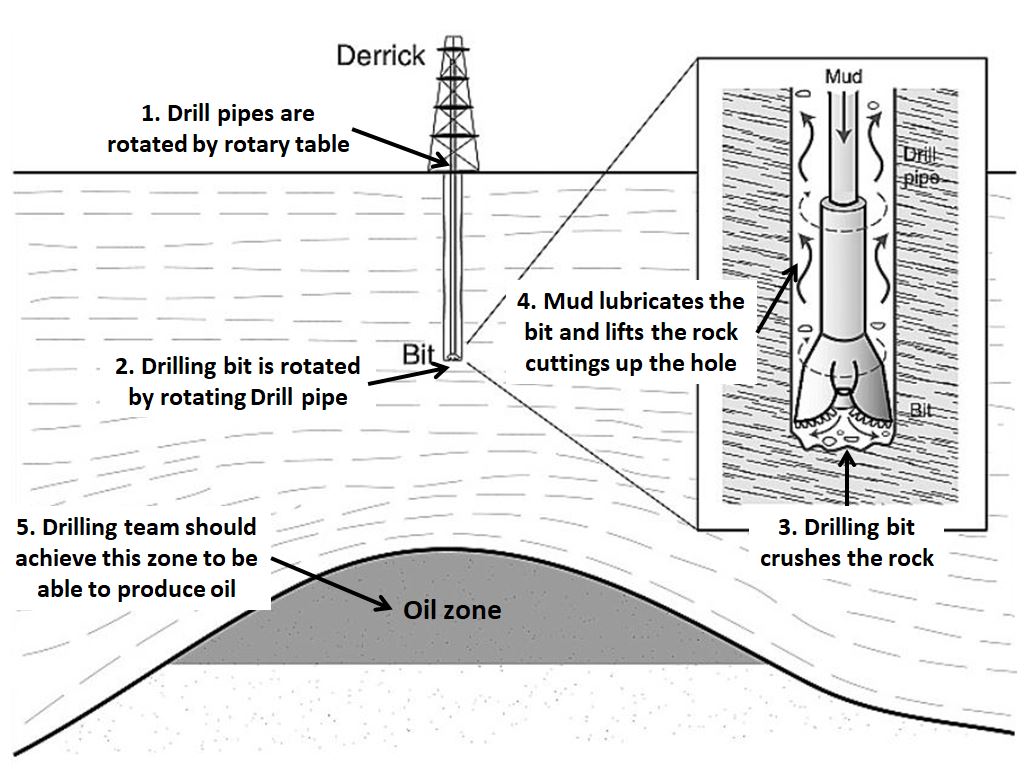 Derrick
1. Drill pipes are
rotated by rotary table
Mud
Drill
pipe
4. Mud lubricates the
bit and lifts the rock
cuttings up the hole
Bit
2. Drilling bit is rotated
by rotating Drill pipe
Bit
3. Drilling bit
crushes the rock
5. Drilling team should
achieve this zone to be
able to produce oil
Oil zone